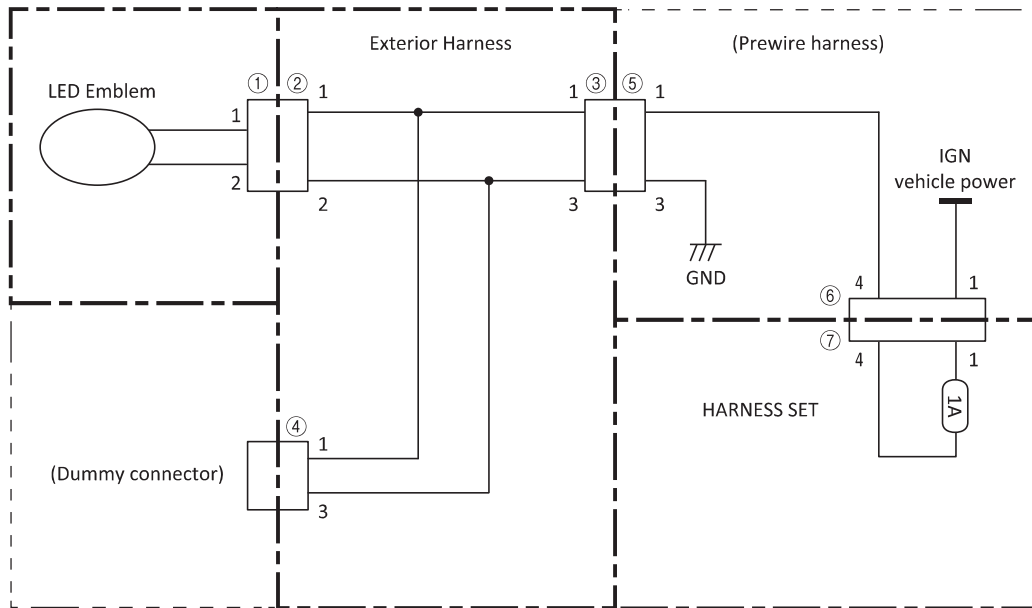 Exterior Harness
(Prewire harness)
LED Emblem
① ②
③ ⑤
1
1
1
1
2
2
3
3
IGN
vehicle power
GND
4
1
⑥
⑦
4
1
1A
HARNESS SET
④
1
(Dummy connector)
3